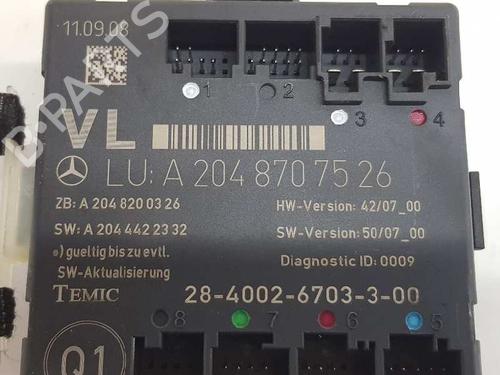 11.09.08
1 2 3 4
VL
LU: A 204 870 75 26
ZB: A 204 820 03 26 HW-Version: 42/07_00
SW: A 204 442 23 32 SW-Version: 50/07_00
*) gueltig bis zu evtl. Diagnostic ID: 0009
SW-Aktualisierung
TEMIC 28-4002-6703-3-00
8 7 6 5
Q1
B-PARTS